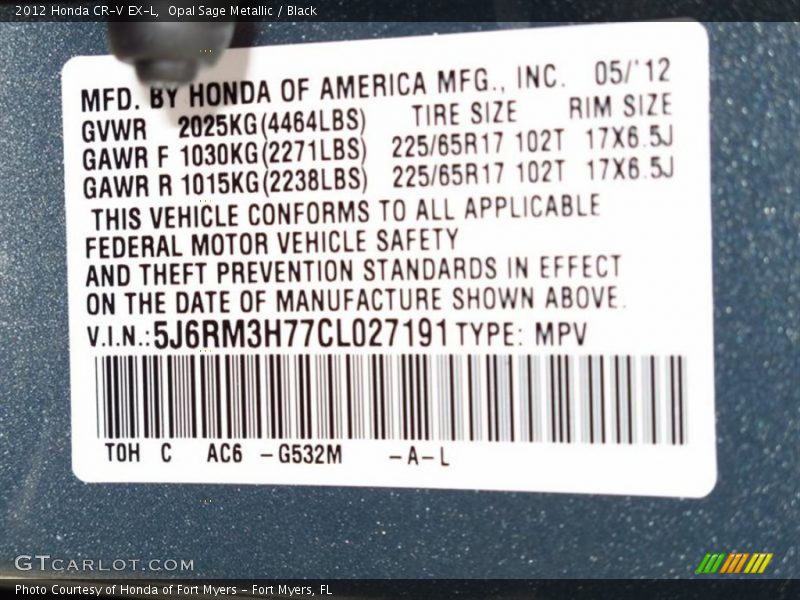 2012 Honda CR-V EX-L, Opal Sage Metallic / Black
MFD. BY HONDA OF AMERICA MFG., INC. 05/'12
GVWR 2025KG(4464LBS) TIRE SIZE RIM SIZE
GAWR F 1030KG(2271LBS) 225/65R17 102T 17X6.5J
GAWR R 1015KG(2238LBS) 225/65R17 102T 17X6.5J
THIS VEHICLE CONFORMS TO ALL APPLICABLE
FEDERAL MOTOR VEHICLE SAFETY
AND THEFT PREVENTION STANDARDS IN EFFECT
ON THE DATE OF MANUFACTURE SHOWN ABOVE.
V.I.N.:5J6RM3H77CL027191 TYPE: MPV
TOH C AC6 -G532M -A-L
GTCARLOT.COM
Photo Courtesy of Honda of Fort Myers - Fort Myers, FL